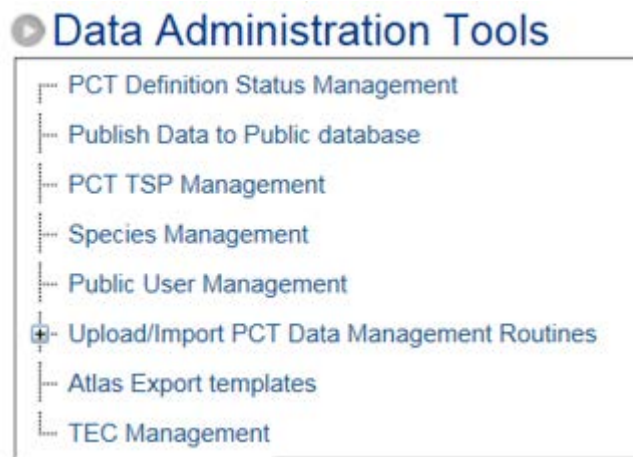 Data Administration Tools
PCT Definition Status Management
Publish Data to Public database
PCT TSP Management
Species Management
Public User Management
Upload/Import PCT Data Management Routines
Atlas Export templates
TEC Management